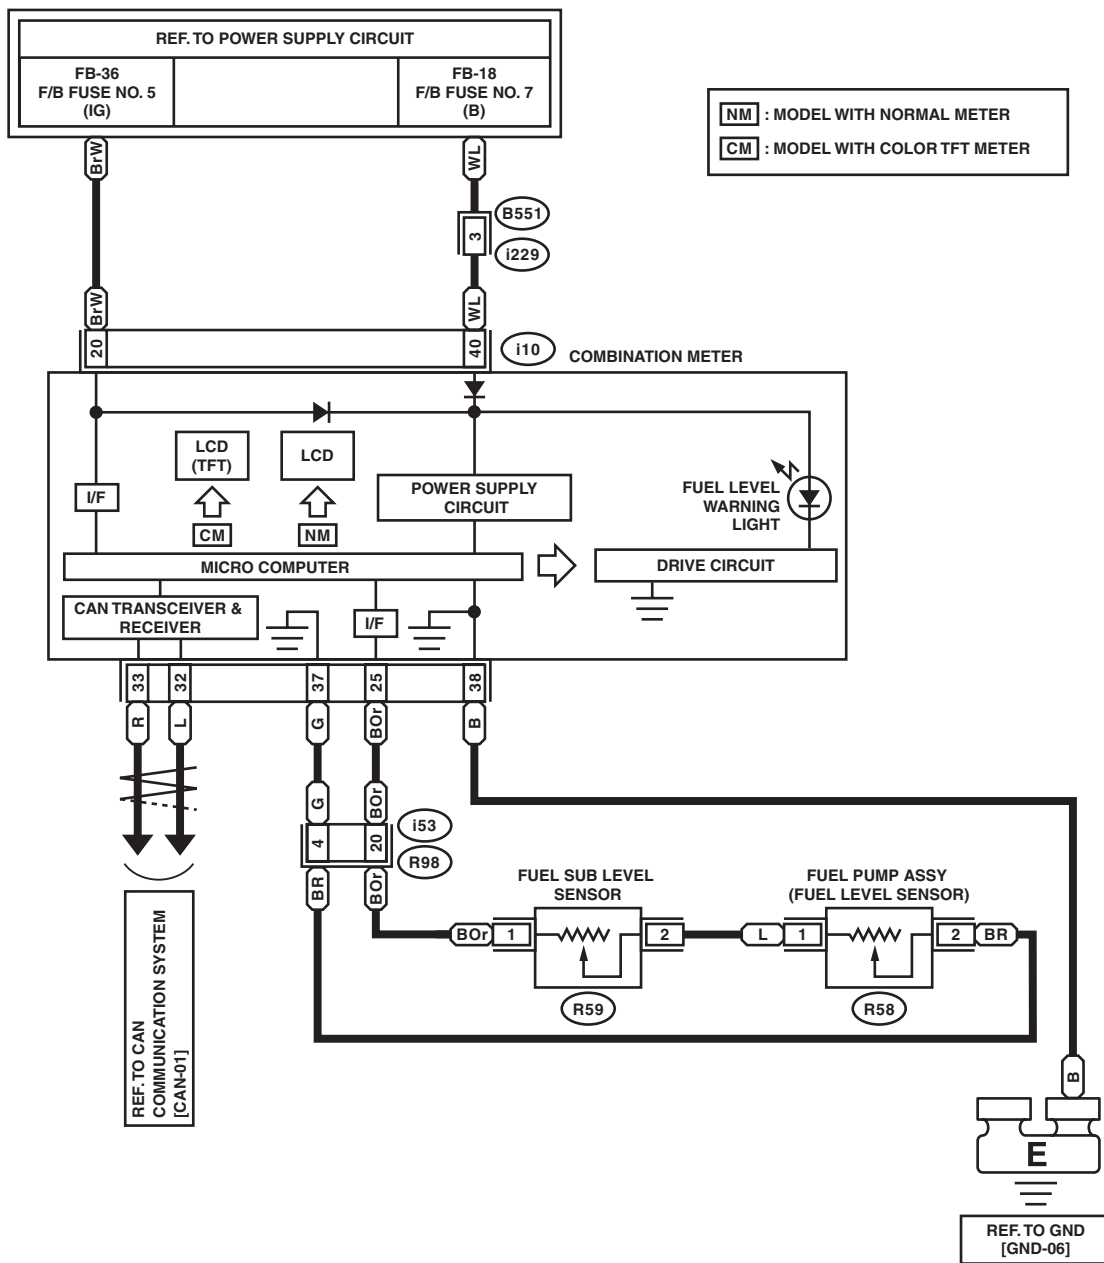 REF. TO POWER SUPPLY CIRCUIT
FB-36
F/B FUSE NO. 5
(IG)
FB-18
F/B FUSE NO. 7
(B)
NM : MODEL WITH NORMAL METER
CM : MODEL WITH COLOR TFT METER
BrW
WL
B551
3
i229
BrW
WL
20
40
i10
COMBINATION METER
LCD
(TFT)
LCD
I/F
POWER SUPPLY
CIRCUIT
FUEL LEVEL
WARNING
LIGHT
CM
NM
MICRO COMPUTER
DRIVE CIRCUIT
CAN TRANSCEIVER &
RECEIVER
I/F
33
32
37
25
38
R
L
G
BOr
B
G
BOr
i53
4
20
R98
BR
BOr
FUEL SUB LEVEL
SENSOR
FUEL PUMP ASSY
(FUEL LEVEL SENSOR)
BOr
1
2
L
1
2
BR
R59
R58
REF. TO CAN
COMMUNICATION SYSTEM
[CAN-01]
B
E
REF. TO GND
[GND-06]